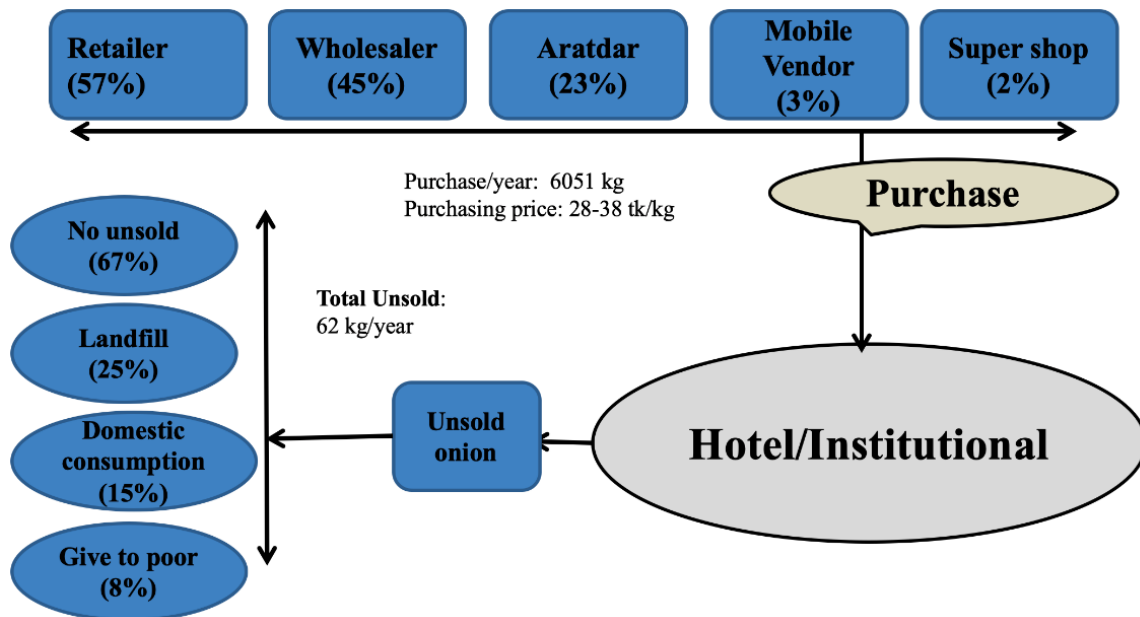 Retailer
(57%)
Wholesaler
(45%)
Aratdar
(23%)
Mobile
Vendor
(3%)
Super shop
(2%)
Purchase/year:  6051 kg
Purchasing price: 28-38 tk/kg
Purchase
No unsold
(67%)
Landfill
(25%)
Domestic
consumption
(15%)
Give to poor
(8%)
Total Unsold:
62 kg/year
Unsold
onion
Hotel/Institutional